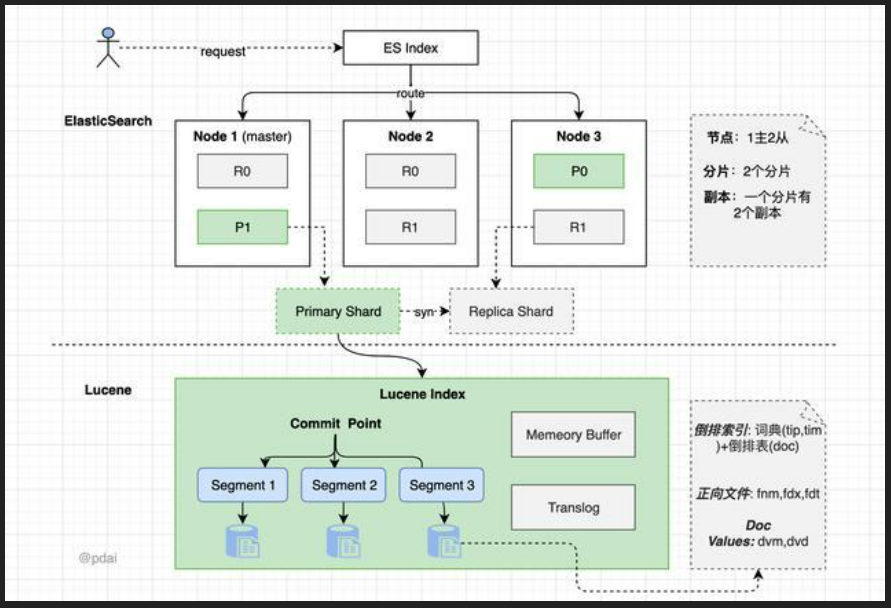 request
ES Index
route
ElasticSearch
Node 1 (master)
R0
P1
Node 2
R0
R1
Node 3
P0
R1
节点：1主2从
分片：2个分片
副本：一个分片有
2个副本
Primary Shard
syn
Replica Shard
Lucene
Lucene Index
Commit Point
Segment 1
Segment 2
Segment 3
Memeory Buffer
Translog
倒排索引: 词典(tip,tim
)+倒排表(doc)
正向文件: fnm,fdx,fdt
Doc
Values: dvm,dvd
@pdai